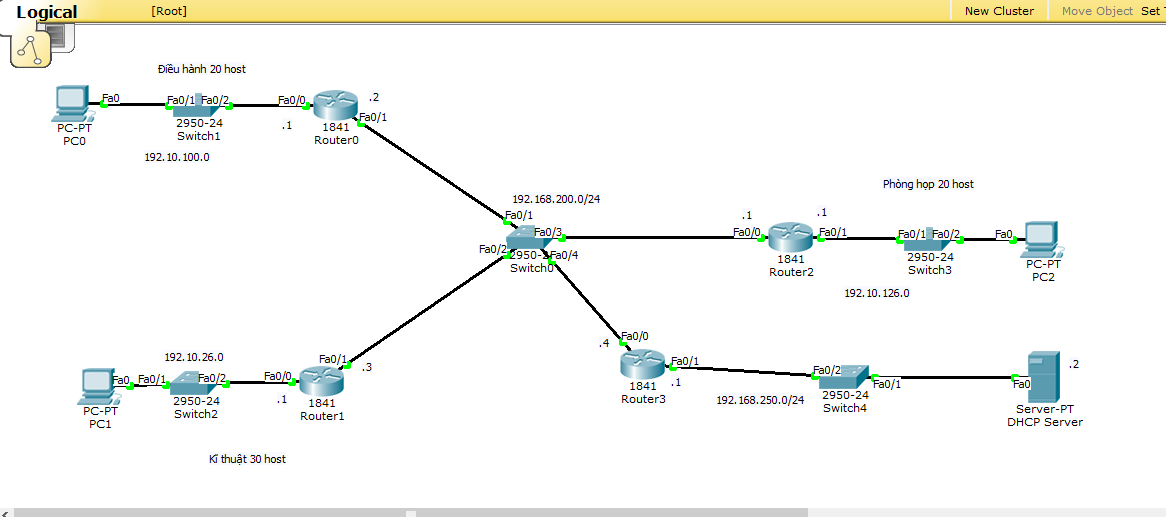 Logical
[Root]
New Cluster
Move Object
Set T
Điều hành 20 host
Fa0
Fa0/1
Fa0/2
Fa0/0
.2
.1
Fa0/1
PC-PT
PC0
2950-24
Switch1
1841
Router0
192.10.100.0
192.168.200.0/24
Phòng họp 20 host
Fa0/1
Fa0/3
Fa0/2
Fa0/4
Switch0
.1
.1
Fa0/0
Fa0/1
1841
Router2
Fa0/1
Fa0/2
2950-24
Switch3
Fa0
PC-PT
PC2
192.10.126.0
192.10.26.0
Fa0
Fa0/1
Fa0/2
Fa0/0
Fa0/1
.3
.1
PC-PT
PC1
2950-24
Switch2
1841
Router1
Kĩ thuật 30 host
Fa0/0
.4
Fa0/1
.1
1841
Router3
192.168.250.0/24
Fa0/2
Fa0/1
2950-24
Switch4
Fa0
.2
Server-PT
DHCP Server